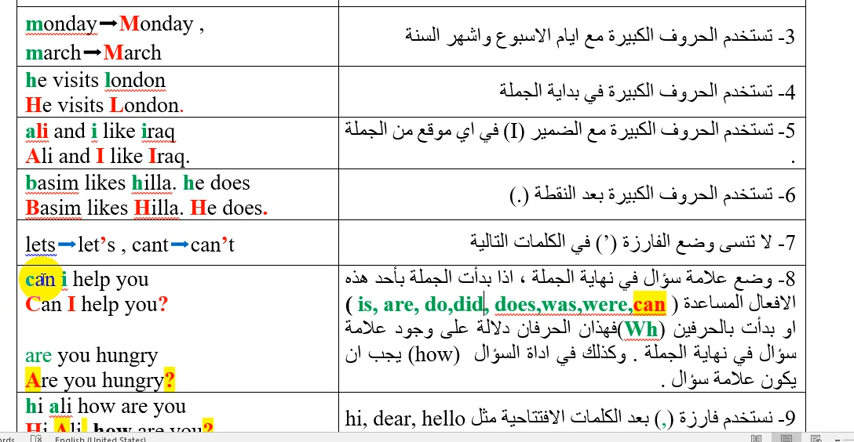 monday➞Monday ,
march➞March
3- تستخدم الحروف الكبيرة مع ايام الاسبوع واشهر السنة
he visits london
He visits London.
4- تستخدم الحروف الكبيرة في بداية الجملة
ali and i like iraq
Ali and I like Iraq.
5- تستخدم الحروف الكبيرة مع الضمير (I) في اي موقع من الجملة
.
basim likes hilla. he does
Basim likes Hilla. He does.
6- تستخدم الحروف الكبيرة بعد النقطة (.)
lets➞let’s , cant➞can’t
7- لا تنسى وضع الفارزة (’) في الكلمات التالية
can i help you
Can I help you?
are you hungry
Are you hungry?
8- وضع علامة سؤال في نهاية الجملة ، اذا بدأت الجملة بأحد هذه
الافعال المساعدة ( is, are, do,did, does,was,were,can )
او بدأت بالحرفين (Wh)فهذان الحرفان دلالة على وجود علامة
سؤال في نهاية الجملة . وكذلك في اداة السؤال (how) يجب ان
يكون علامة سؤال .
hi ali how are you
Hi Ali, how are you?
9- نستخدم فارزة (,) بعد الكلمات الافتتاحية مثل hi, dear, hello
English (United States)